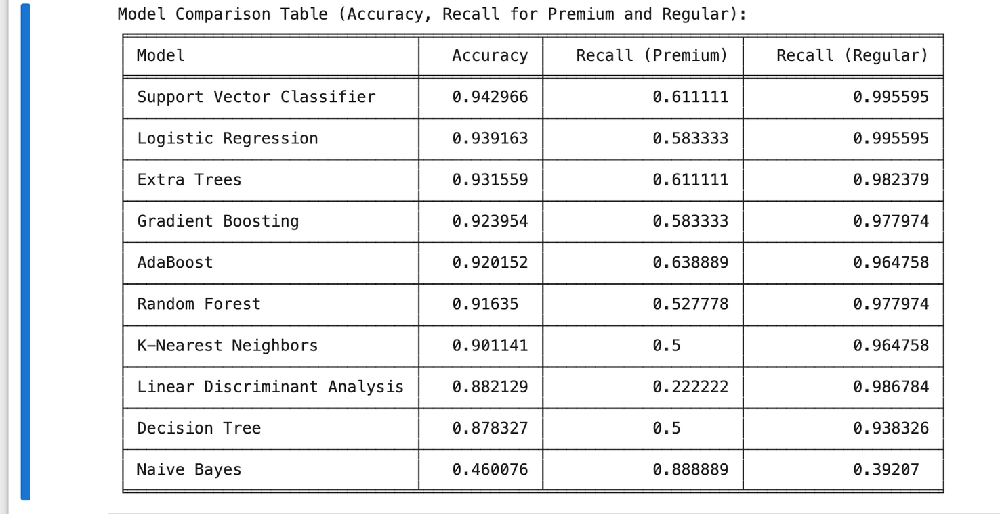 Model Comparison Table (Accuracy, Recall for Premium and Regular):
Model Accuracy Recall (Premium) Recall (Regular)
Support Vector Classifier 0.942966 0.611111 0.995595
Logistic Regression 0.939163 0.583333 0.995595
Extra Trees 0.931559 0.611111 0.982379
Gradient Boosting 0.923954 0.583333 0.977974
AdaBoost 0.920152 0.638889 0.964758
Random Forest 0.91635 0.527778 0.977974
K-Nearest Neighbors 0.901141 0.5 0.964758
Linear Discriminant Analysis 0.882129 0.222222 0.986784
Decision Tree 0.878327 0.5 0.938326
Naive Bayes 0.460076 0.888889 0.39207